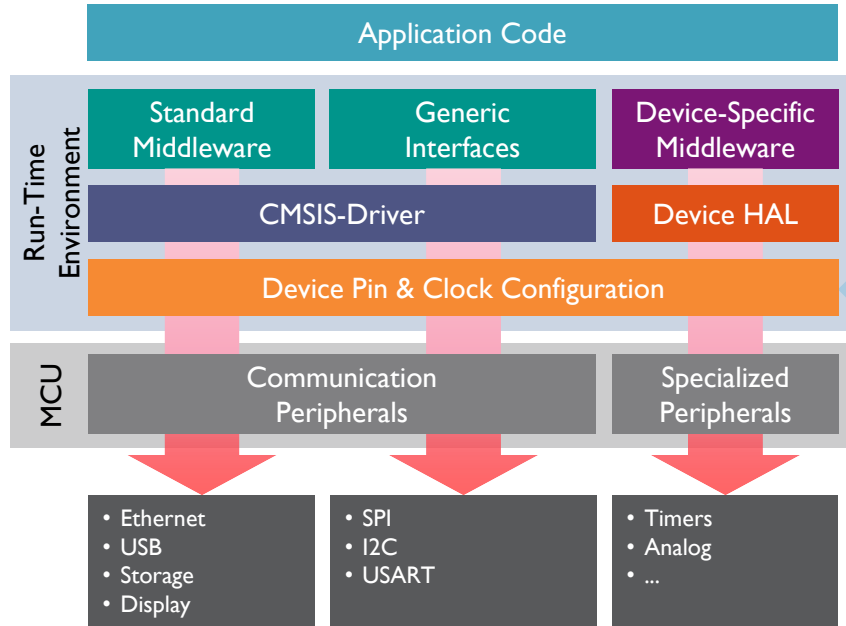 Application Code
Run-Time
Environment
Standard
Middleware
Generic
Interfaces
Device-Specific
Middleware
CMSIS-Driver
Device HAL
Device Pin & Clock Configuration
MCU
Communication
Peripherals
Specialized
Peripherals
• Ethernet
• USB
• Storage
• Display
• SPI
• I2C
• USART
• Timers
• Analog
• ...